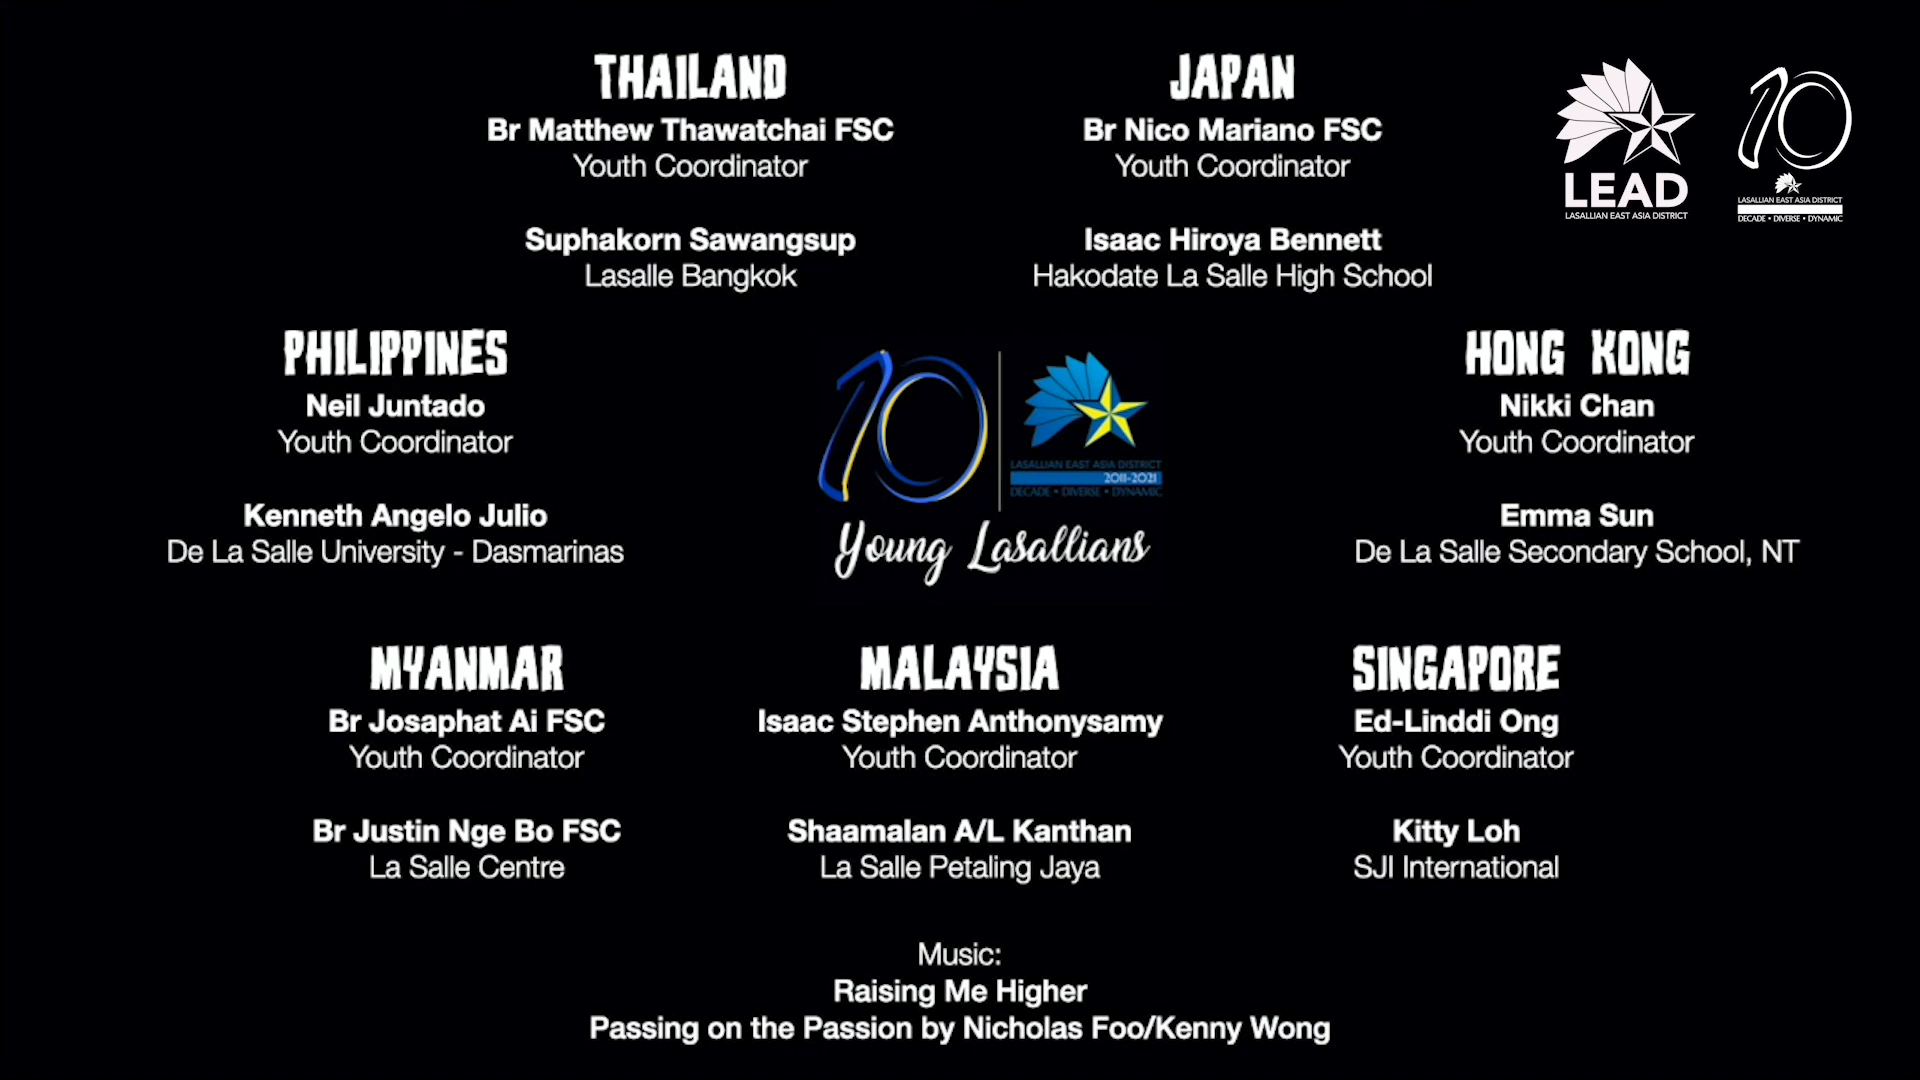 THAILAND
Br Matthew Thawatchai FSC
Youth Coordinator
Suphakorn Sawangsup
Lasalle Bangkok
JAPAN
Br Nico Mariano FSC
Youth Coordinator
Isaac Hiroya Bennett
Hakodate La Salle High School
LEAD
LASALLIAN EAST ASIA DISTRICT
10
LASALLIAN EAST ASIA DISTRICT
DECADE • DIVERSE • DYNAMIC
PHILIPPINES
Neil Juntado
Youth Coordinator
Kenneth Angelo Julio
De La Salle University - Dasmarinas
10
LASALLIAN EAST ASIA DISTRICT
2011-2021
DECADE • DIVERSE • DYNAMIC
Young Lasallians
HONG KONG
Nikki Chan
Youth Coordinator
Emma Sun
De La Salle Secondary School, NT
MYANMAR
Br Josaphat Ai FSC
Youth Coordinator
Br Justin Nge Bo FSC
La Salle Centre
MALAYSIA
Isaac Stephen Anthonysamy
Youth Coordinator
Shaamalan A/L Kanthan
La Salle Petaling Jaya
SINGAPORE
Ed-Linddi Ong
Youth Coordinator
Kitty Loh
SJI International
Music:
Raising Me Higher
Passing on the Passion by Nicholas Foo/Kenny Wong